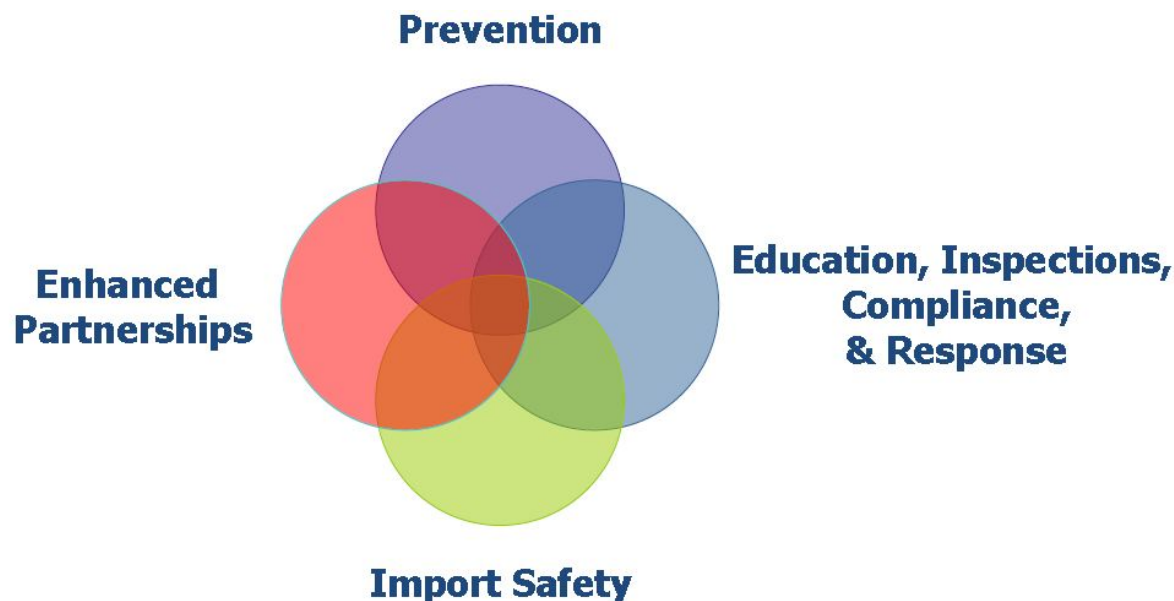 Prevention
Enhanced
Partnerships
Education, Inspections,
Compliance,
& Response
Import Safety